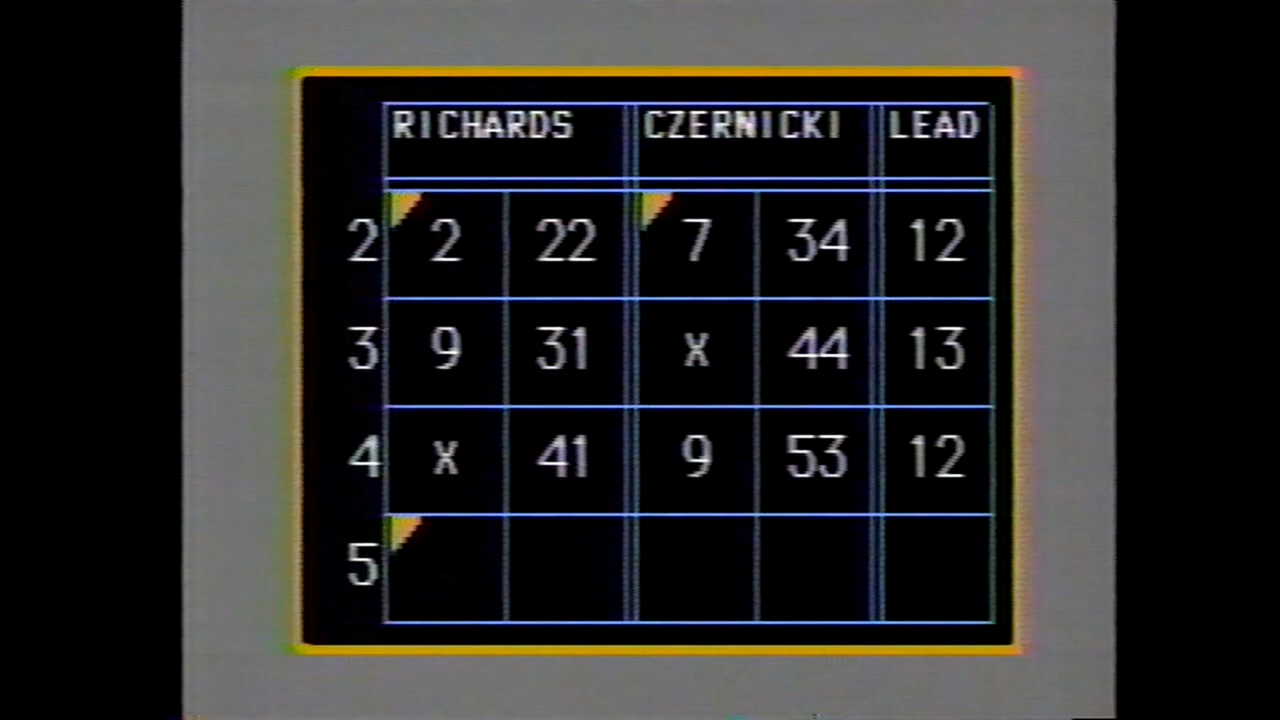 RICHARDS CZERNICKI LEAD
2 2 22 7 34 12
3 9 31 x 44 13
4 x 41 9 53 12
5